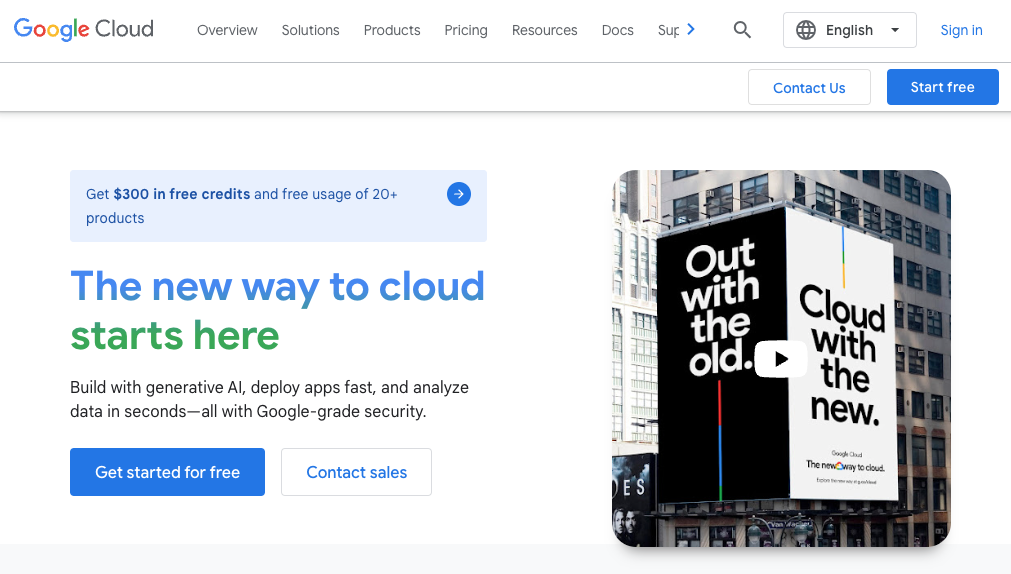 Google Cloud
Overview
Solutions
Products
Pricing
Resources
Docs
Sup
English
Sign in
Contact Us
Start free
Get $300 in free credits and free usage of 20+
products
The new way to cloud
starts here
Build with generative AI, deploy apps fast, and analyze
data in seconds—all with Google-grade security.
Get started for free
Contact sales
Out
with
the
old.
Cloud
with
the
new.
Google Cloud
The new way to cloud.
ES